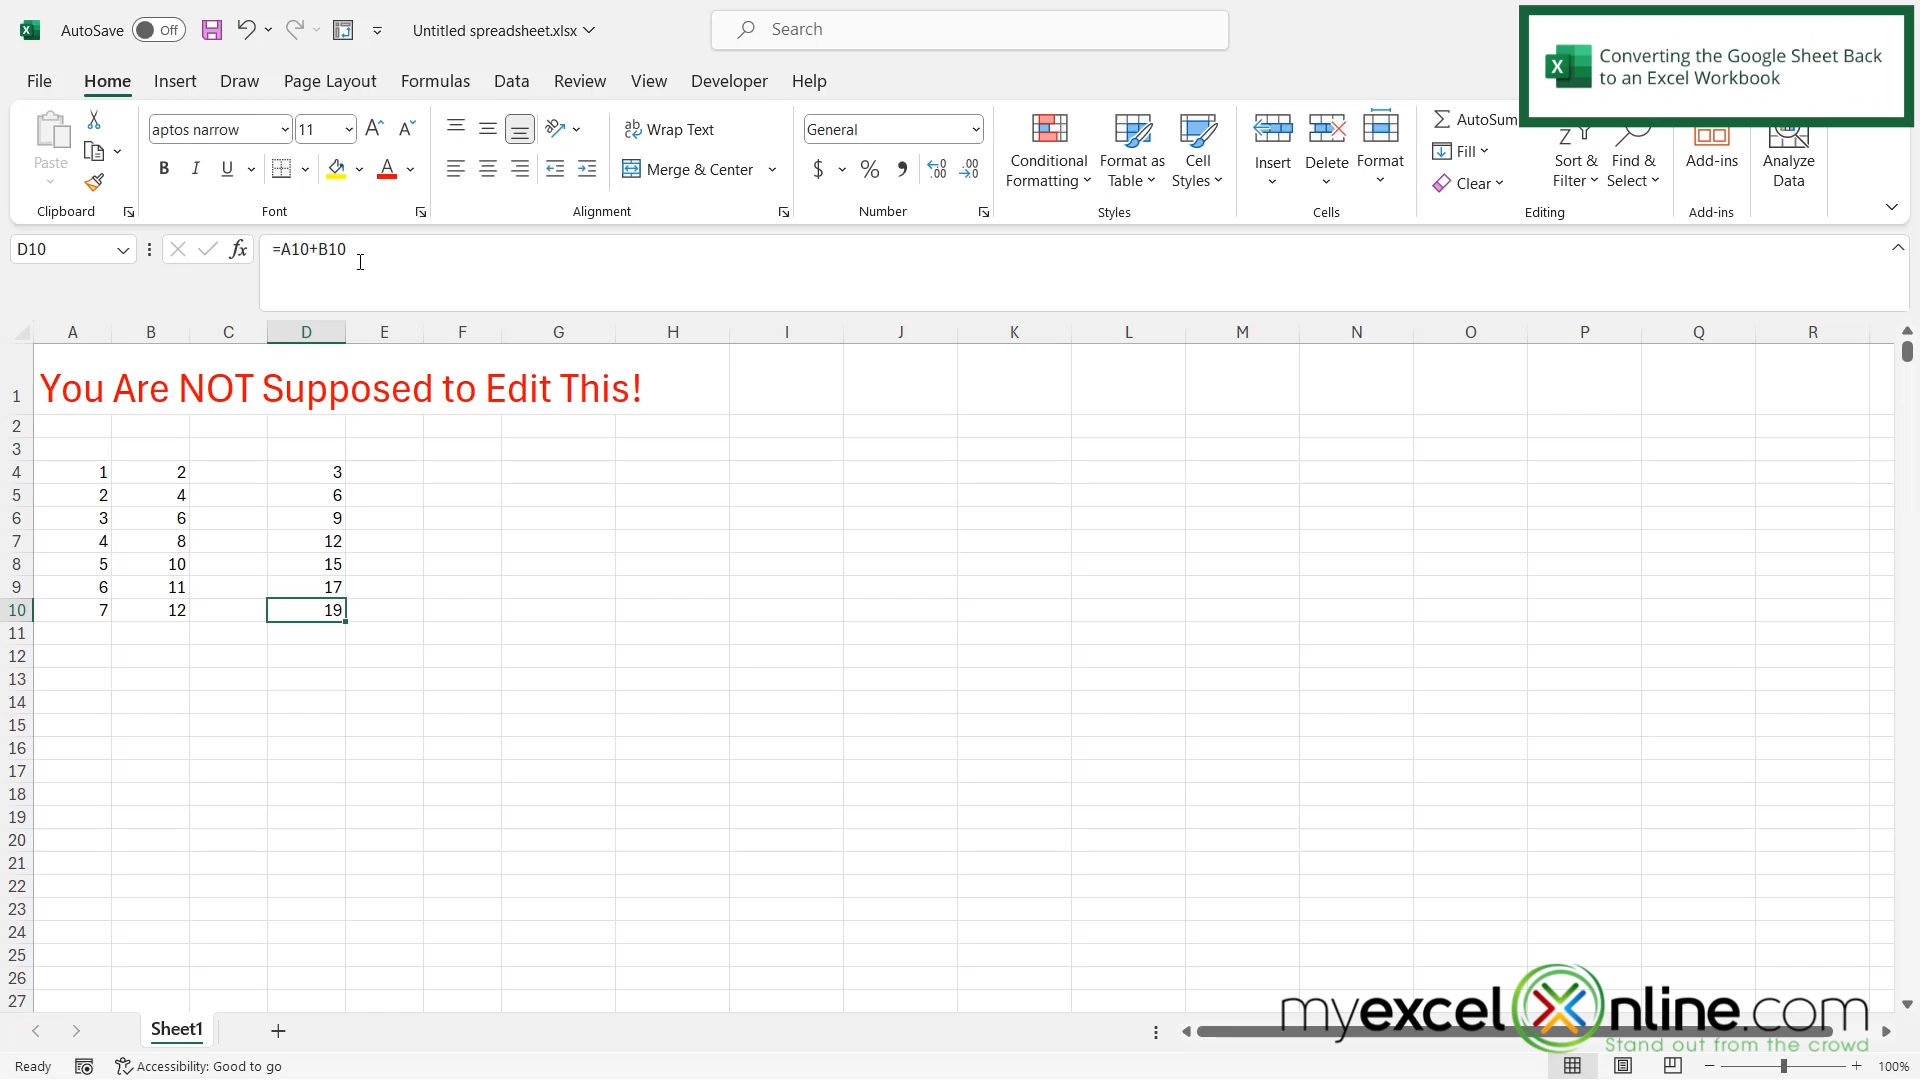 AutoSave Off Untitled spreadsheet.xlsx Search
Converting the Google Sheet Back
to an Excel Workbook
File Home Insert Draw Page Layout Formulas Data Review View Developer Help
Paste
Clipboard
aptos narrow 11
B I U
Font
Wrap Text
Merge & Center
Alignment
General
$ % 
Number
Conditional
Formatting
Format as
Table
Cell
Styles
Styles
Insert Delete Format
Cells
AutoSum
Fill
Clear
Sort &
Filter
Find &
Select
Editing
Add-ins
Add-ins
Analyze
Data
D10 fx =A10+B10
A B C D E F G H I J K L M N O P Q R
1 You Are NOT Supposed to Edit This!
2
3
4 1 2 3
5 2 4 6
6 3 6 9
7 4 8 12
8 5 10 15
9 6 11 17
10 7 12 19
11
12
13
14
15
16
17
18
19
20
21
22
23
24
25
26
27
myexcelonline.com
Stand out from the crowd
Sheet1
Ready Accessibility: Good to go 100%